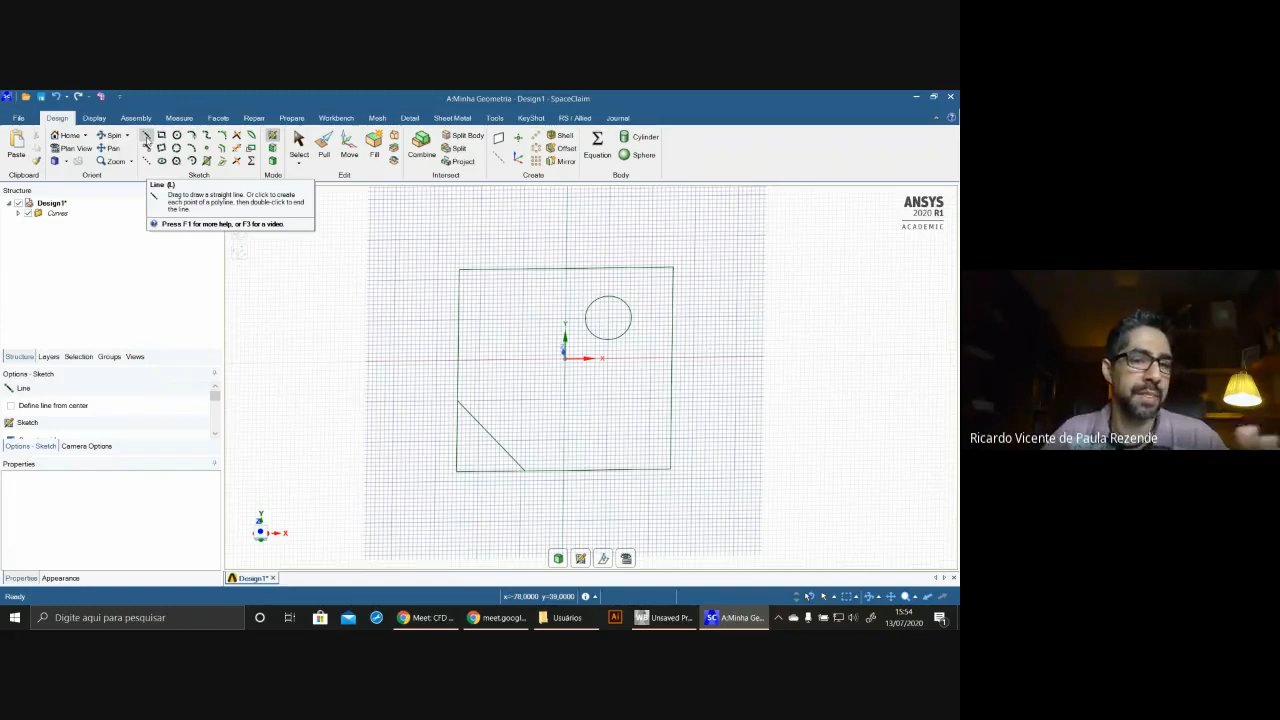 A:Minha Geometria - Design1 - SpaceClaim
File Design Display Assembly Measure Facets Repair Prepare Workbench Mesh Detail Sheet Metal Tools KeyShot RS / Allied Journal
Home Spin
Plan View Pan
Zoom
Paste
Select Pull Move Fill
Combine
Split Body
Split
Project
Shell
Offset
Mirror
Equation
Cylinder
Sphere
Clipboard Orient Sketch Mode Edit Intersect Create Body
Line (L)
Drag to draw a straight line. Or click to create
each point of a polyline, then double-click to end
the line.
Press F1 for more help, or F3 for a video.
Structure
Design1*
Curves
ANSYS
2020 R1
ACADEMIC
Y
X
Structure Layers Selection Groups Views
Options - Sketch
Line
Define line from center
Sketch
Options - Sketch Camera Options
Properties
Y
Z
X
Properties Appearance
Design1*
Ready
x=-78,0000 y=39,0000
Digite aqui para pesquisar
Meet: CFD ...
meet.googl...
Usuários
Ai
WB
Unsaved Pr...
SC
A:Minha Ge...
15:54
13/07/2020
Ricardo Vicente de Paula Rezende